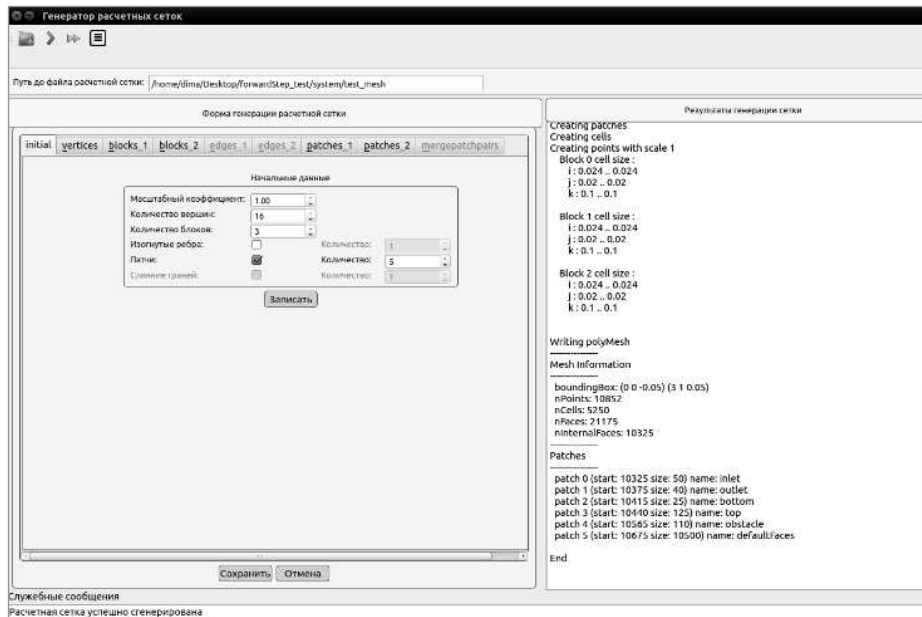 Генератор расчетных сеток
Путь до файла расчетной сетки: /home/dima/Desktop/forwardStep_test/system/test_mesh
Форма генерации расчетной сетки
initial vertices blocks_1 blocks_2 edges_1 edges_2 patches_1 patches_2 mergepatchpairs
Начальные данные
Масштабный коэффициент: 1.00
Количество вершин: 16
Количество блоков: 3
Изогнутые ребра: Количество: 1
Патчи: Количество: 5
Слияние граней: Количество: 1
Записать
Сохранить Отмена
Результаты генерации сетки
Creating patches
Creating cells
Creating points with scale 1
Block 0 cell size :
i : 0.024 .. 0.024
j : 0.02 .. 0.02
k : 0.1 .. 0.1
Block 1 cell size :
i : 0.024 .. 0.024
j : 0.02 .. 0.02
k : 0.1 .. 0.1
Block 2 cell size :
i : 0.024 .. 0.024
j : 0.02 .. 0.02
k : 0.1 .. 0.1
Writing polyMesh
----------------
Mesh Information
----------------
boundingBox: (0 0 -0.05) (3 1 0.05)
nPoints: 10852
nCells: 5250
nFaces: 21175
nInternalFaces: 10325
----------------
Patches
----------------
patch 0 (start: 10325 size: 50) name: inlet
patch 1 (start: 10375 size: 40) name: outlet
patch 2 (start: 10415 size: 25) name: bottom
patch 3 (start: 10440 size: 125) name: top
patch 4 (start: 10565 size: 110) name: obstacle
patch 5 (start: 10675 size: 10500) name: defaultFaces
End
Служебные сообщения
Расчетная сетка успешно сгенерирована